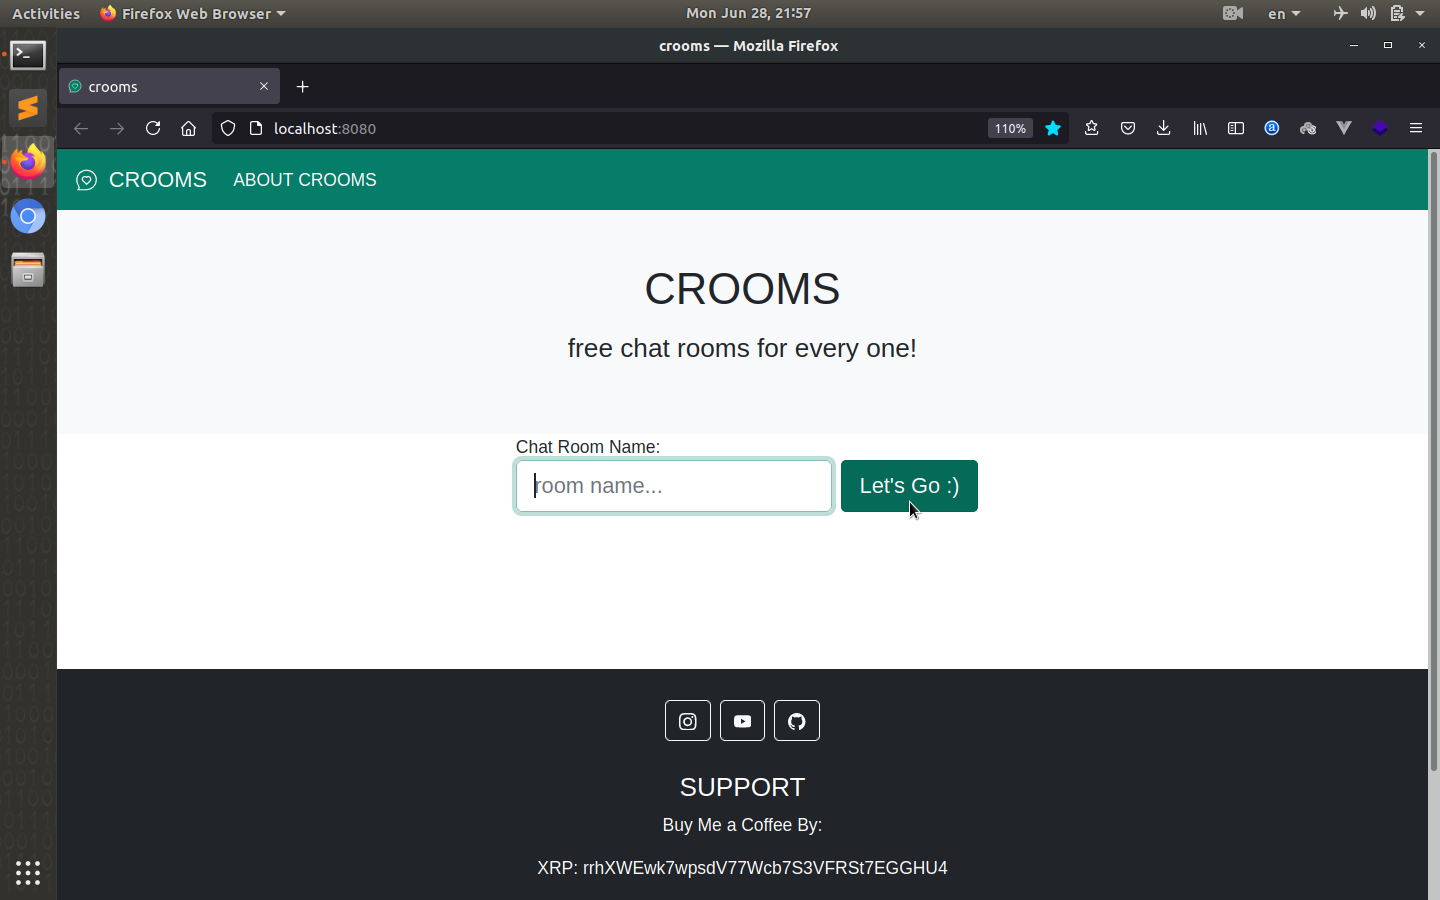 Activities Firefox Web Browser Mon Jun 28, 21:57 en
crooms — Mozilla Firefox
crooms
localhost:8080 110%
CROOMS ABOUT CROOMS
CROOMS
free chat rooms for every one!
Chat Room Name:
room name... Let's Go :)
SUPPORT
Buy Me a Coffee By:
XRP: rrhXWEwk7wpsdV77Wcb7S3VFRSt7EGGHU4